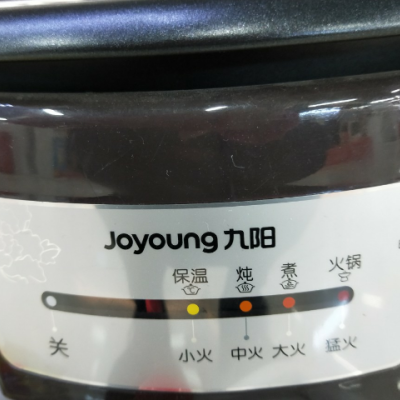 Joyoung 九阳
保温 炖 煮 火锅
关 小火 中火 大火 猛火